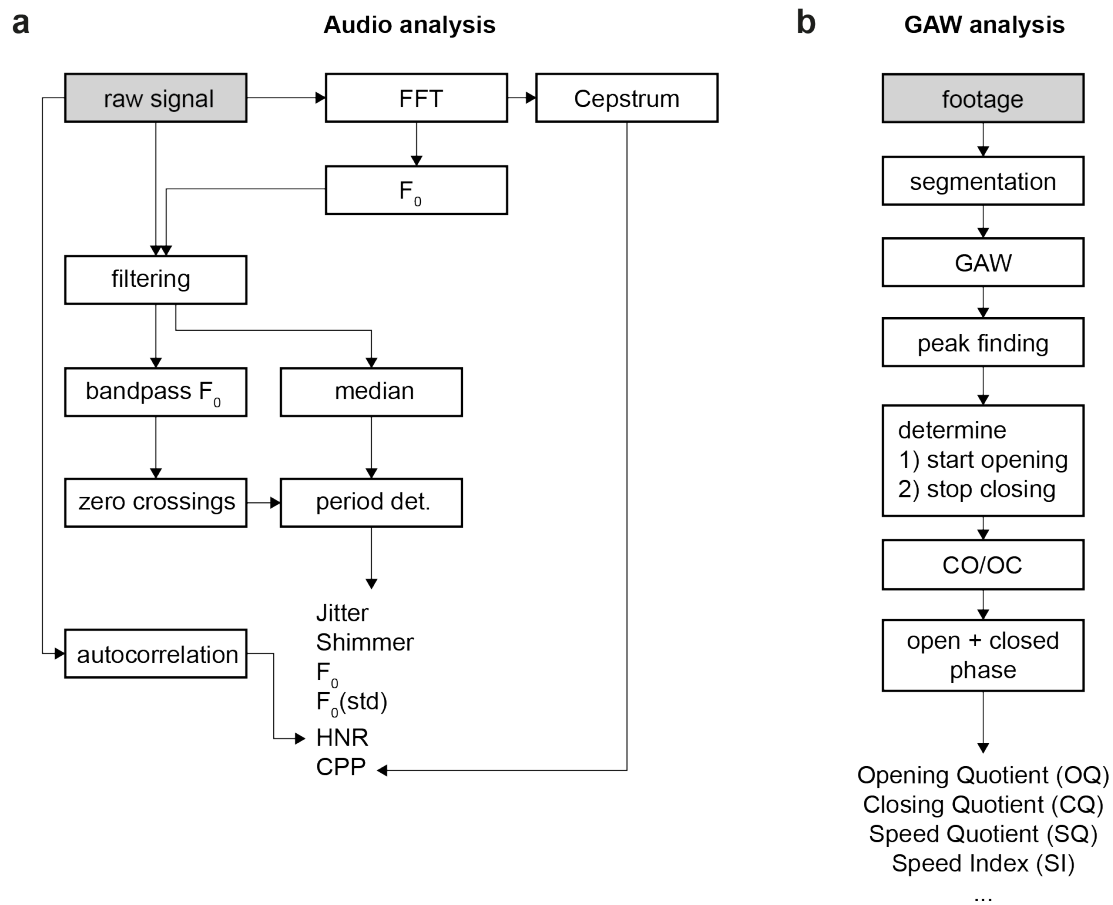 a
Audio analysis
raw signal
FFT
Cepstrum
F0
filtering
bandpass F0
median
zero crossings
period det.
autocorrelation
Jitter
Shimmer
F0
F0(std)
HNR
CPP
b
GAW analysis
footage
segmentation
GAW
peak finding
determine
1) start opening
2) stop closing
CO/OC
open + closed
phase
Opening Quotient (OQ)
Closing Quotient (CQ)
Speed Quotient (SQ)
Speed Index (SI)
...